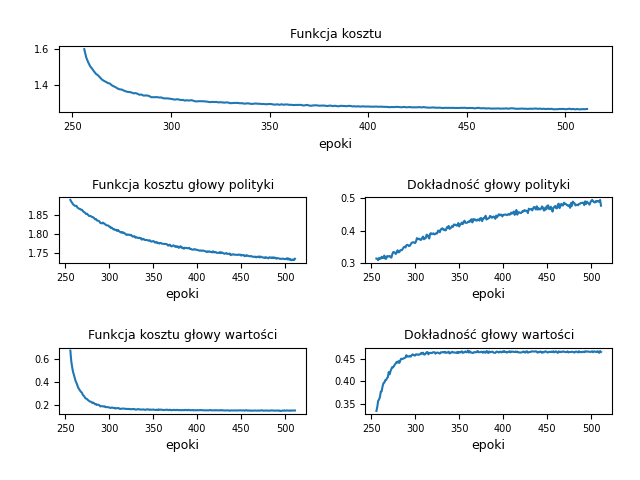 Funkcja kosztu
1.6
1.4
250 300 350 400 450 500
epoki
Funkcja kosztu głowy polityki
1.85
1.80
1.75
250 300 350 400 450 500
epoki
Dokładność głowy polityki
0.5
0.4
0.3
250 300 350 400 450 500
epoki
Funkcja kosztu głowy wartości
0.6
0.4
0.2
250 300 350 400 450 500
epoki
Dokładność głowy wartości
0.45
0.40
0.35
250 300 350 400 450 500
epoki